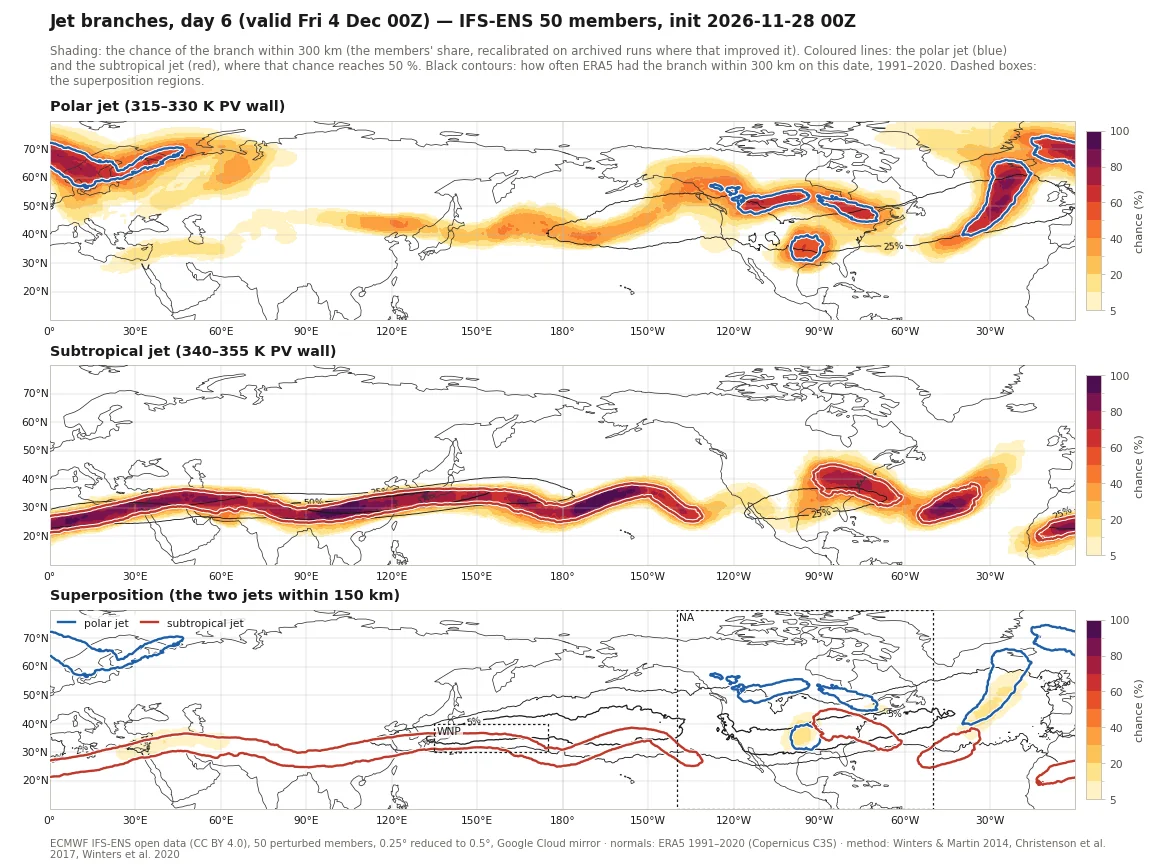 Jet branches, day 6 (valid Fri 4 Dec 00Z) — IFS-ENS 50 members, init 2026-11-28 00Z
Shading: the chance of the branch within 300 km (the members' share, recalibrated on archived runs where that improved it). Coloured lines: the polar jet (blue)
and the subtropical jet (red), where that chance reaches 50 %. Black contours: how often ERA5 had the branch within 300 km on this date, 1991–2020. Dashed boxes:
the superposition regions.
Polar jet (315–330 K PV wall)
70°N
60°N
50°N
40°N
30°N
20°N
25%
0°
30°E
60°E
90°E
120°E
150°E
180°
150°W
120°W
90°W
60°W
30°W
100
80
60
40
20
5
chance (%)
Subtropical jet (340–355 K PV wall)
70°N
60°N
50°N
40°N
30°N
20°N
50%
25%
25%
25%
0°
30°E
60°E
90°E
120°E
150°E
180°
150°W
120°W
90°W
60°W
30°W
100
80
60
40
20
5
chance (%)
Superposition (the two jets within 150 km)
polar jet
subtropical jet
NA
WNP
70°N
60°N
50°N
40°N
30°N
20°N
5%
5%
0°
30°E
60°E
90°E
120°E
150°E
180°
150°W
120°W
90°W
60°W
30°W
100
80
60
40
20
5
chance (%)
ECMWF IFS-ENS open data (CC BY 4.0), 50 perturbed members, 0.25° reduced to 0.5°, Google Cloud mirror · normals: ERA5 1991–2020 (Copernicus C3S) · method: Winters & Martin 2014, Christenson et al.
2017, Winters et al. 2020